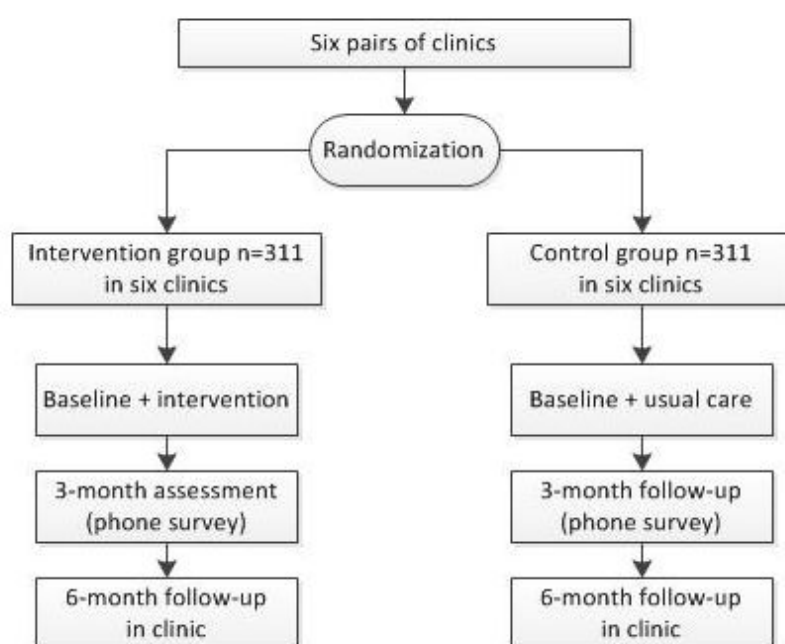 Six pairs of clinics
Randomization
Intervention group n=311
in six clinics
Control group n=311
in six clinics
Baseline + intervention
Baseline + usual care
3-month assessment
(phone survey)
3-month follow-up
(phone survey)
6-month follow-up
in clinic
6-month follow-up
in clinic